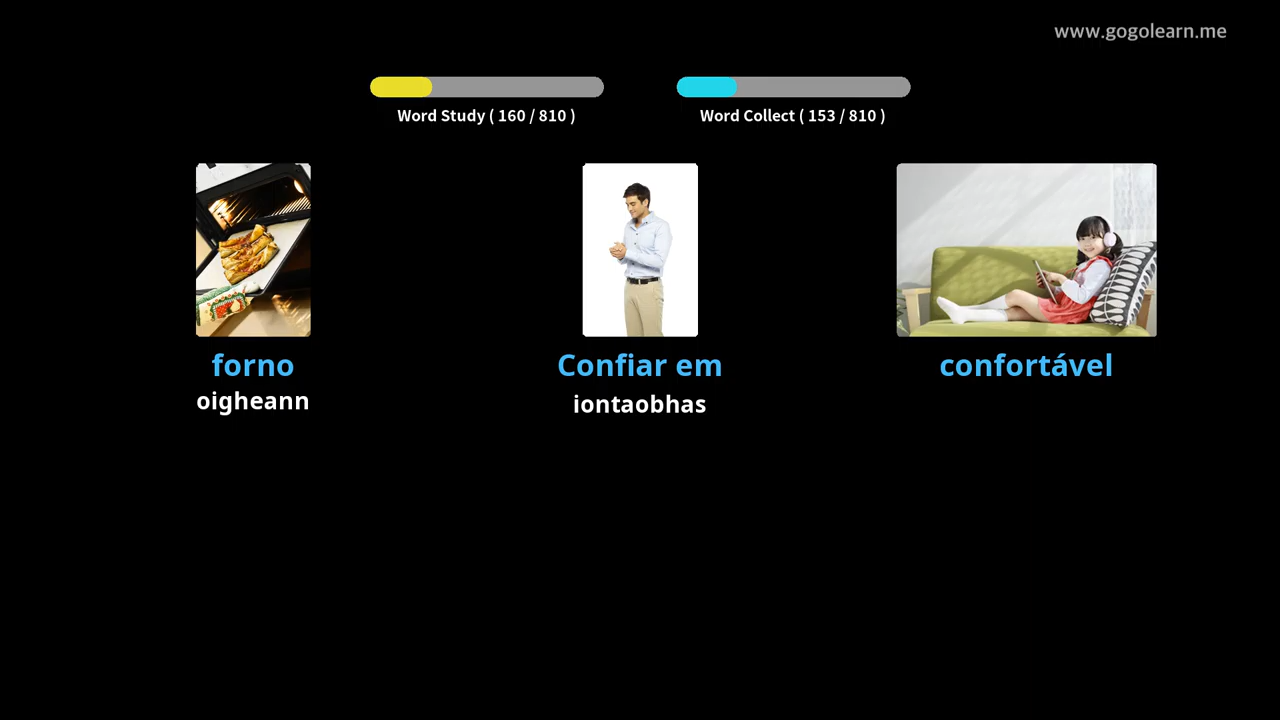 www.gogolearn.me
Word Study ( 160 / 810 )
Word Collect ( 153 / 810 )
forno
oigheann
Confiar em
iontaobhas
confortável